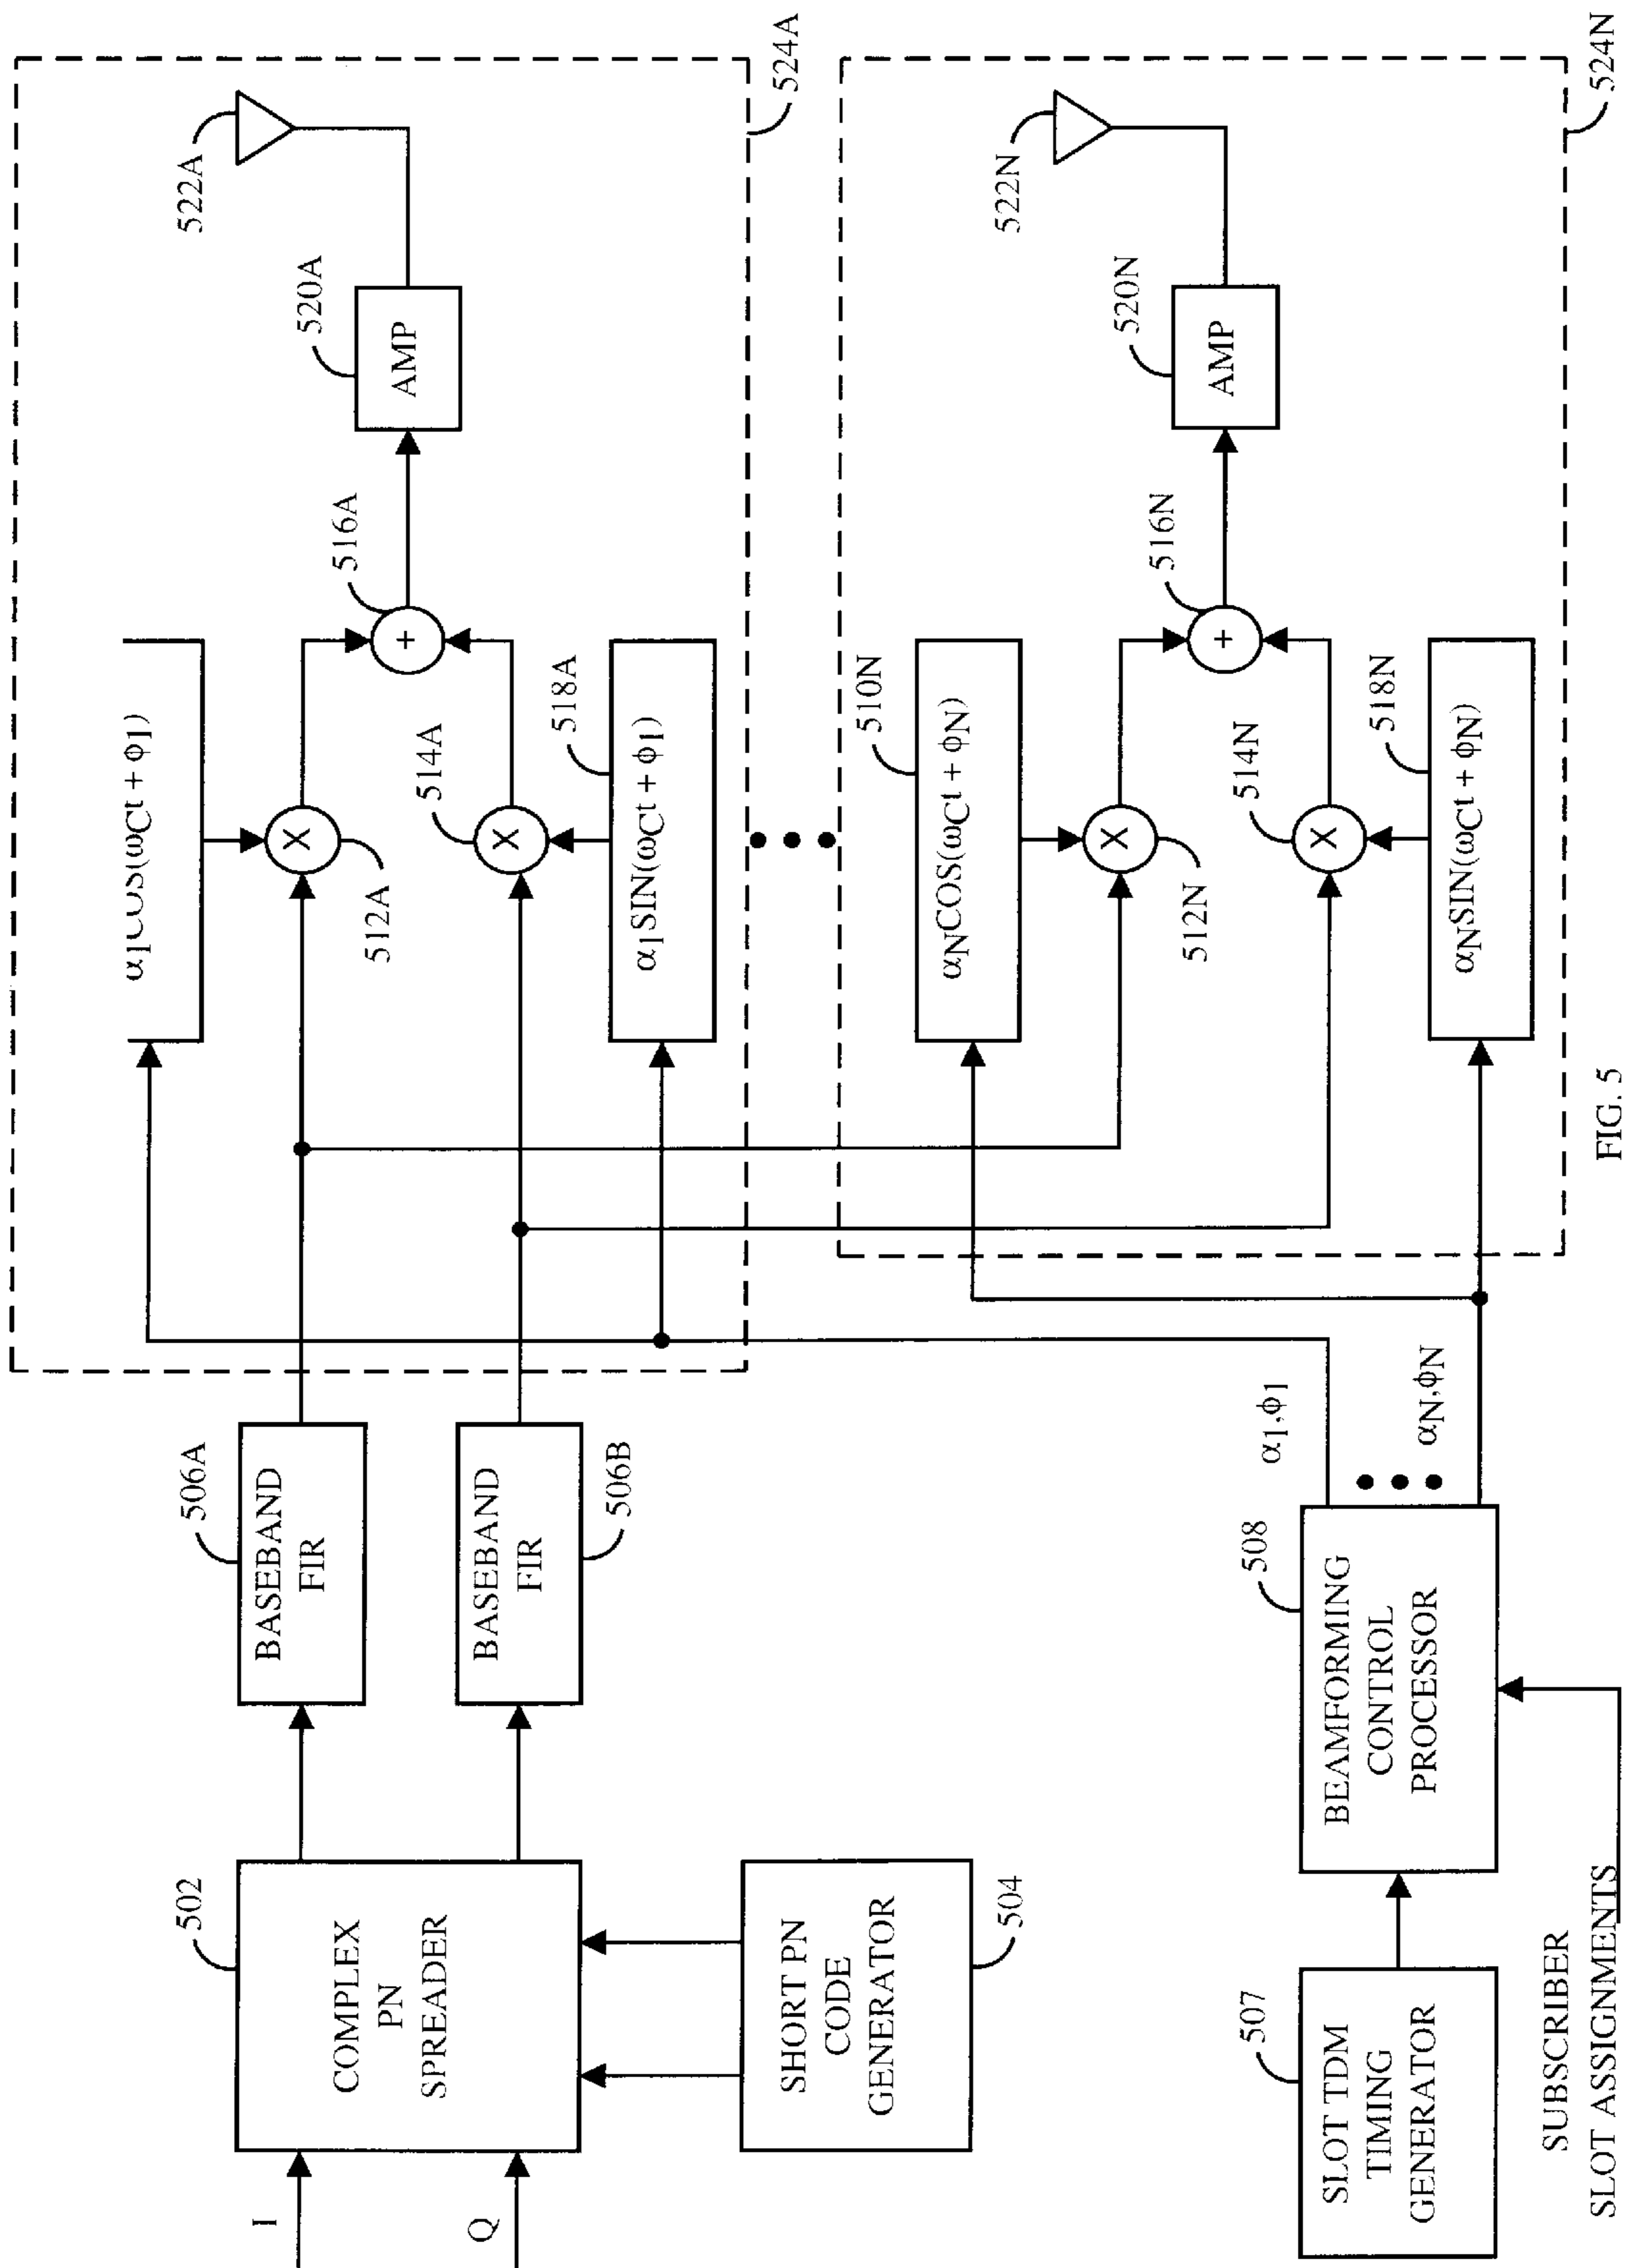 I
Q
502
COMPLEX
PN
SPREADER
SHORT PN
CODE
GENERATOR
504
506A
BASEBAND
FIR
BASEBAND
FIR
506B
507
SLOT TDM
TIMING
GENERATOR
SUBSCRIBER
SLOT ASSIGNMENTS
508
BEAMFORMING
CONTROL
PROCESSOR
α1,ϕ1
αN,ϕN
α1COS(ωCt + ϕ1)
512A
X
514A
X
518A
α1SIN(ωCt + ϕ1)
516A
+
520A
AMP
522A
524A
510N
αNCOS(ωCt + ϕN)
512N
X
514N
X
518N
αNSIN(ωCt + ϕN)
516N
+
520N
AMP
522N
524N
FIG. 5